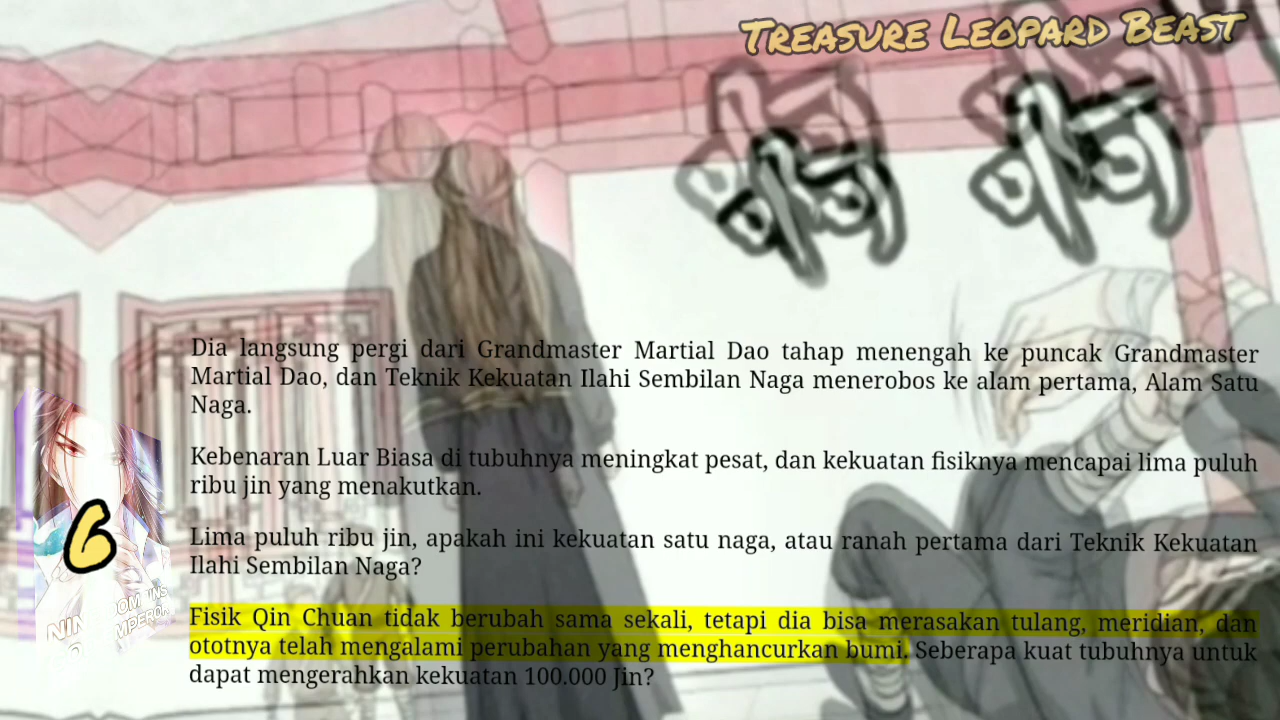 TREASURE LEOPARD BEAST
Dia langsung pergi dari Grandmaster Martial Dao tahap menengah ke puncak Grandmaster
Martial Dao, dan Teknik Kekuatan Ilahi Sembilan Naga menerobos ke alam pertama, Alam Satu
Naga.
Kebenaran Luar Biasa di tubuhnya meningkat pesat, dan kekuatan fisiknya mencapai lima puluh
ribu jin yang menakutkan.
Lima puluh ribu jin, apakah ini kekuatan satu naga, atau ranah pertama dari Teknik Kekuatan
Ilahi Sembilan Naga?
6
Fisik Qin Chuan tidak berubah sama sekali, tetapi dia bisa merasakan tulang, meridian, dan
ototnya telah mengalami perubahan yang menghancurkan bumi. Seberapa kuat tubuhnya untuk
dapat mengerahkan kekuatan 100.000 Jin?